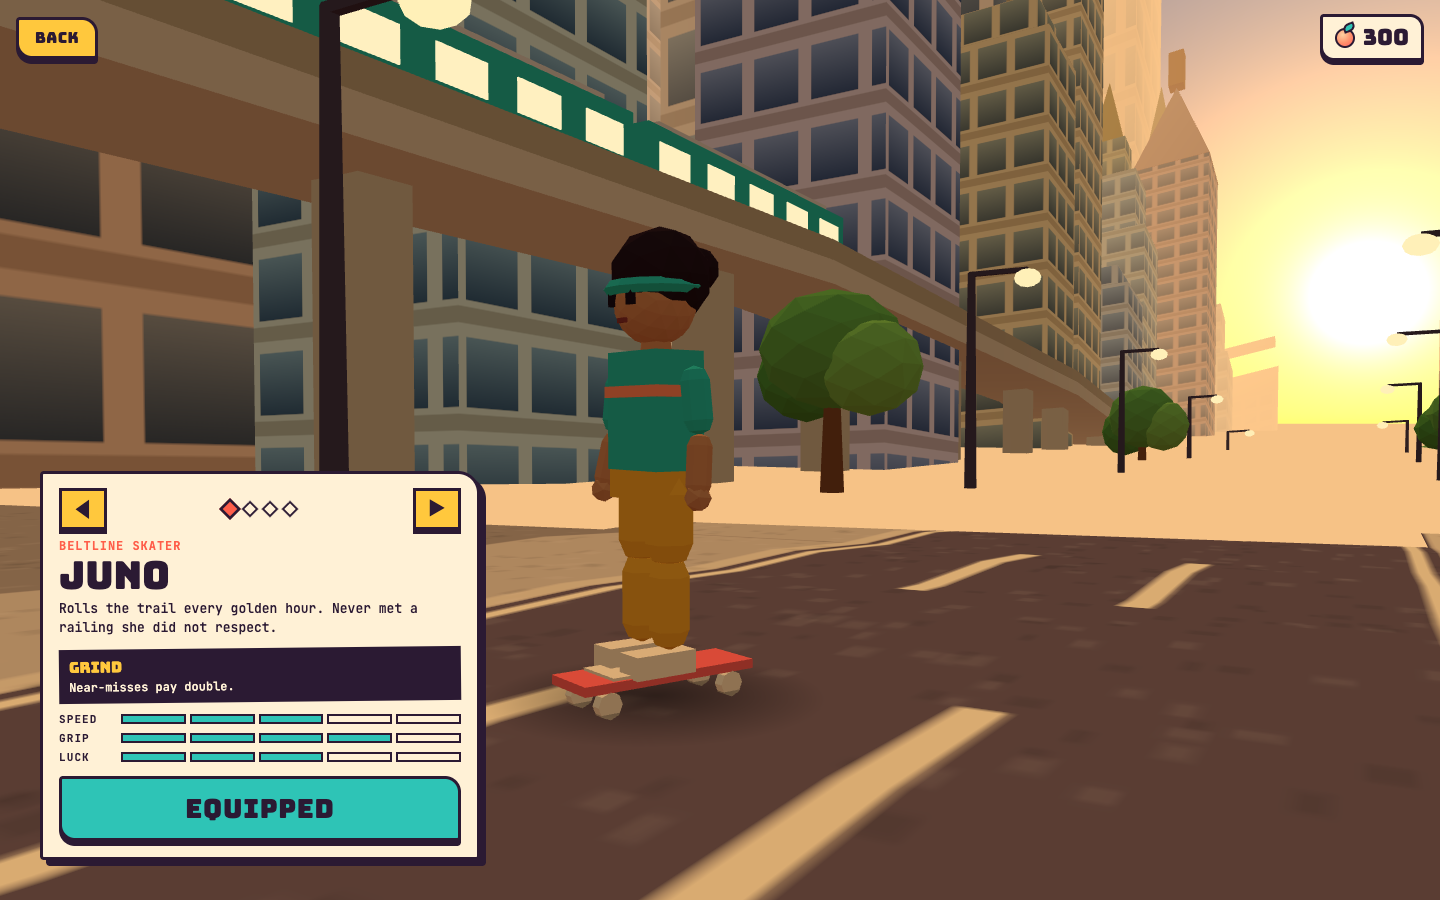 BACK
300
BELTLINE SKATER
JUNO
Rolls the trail every golden hour. Never met a
railing she did not respect.
GRIND
Near-misses pay double.
SPEED
GRIP
LUCK
EQUIPPED